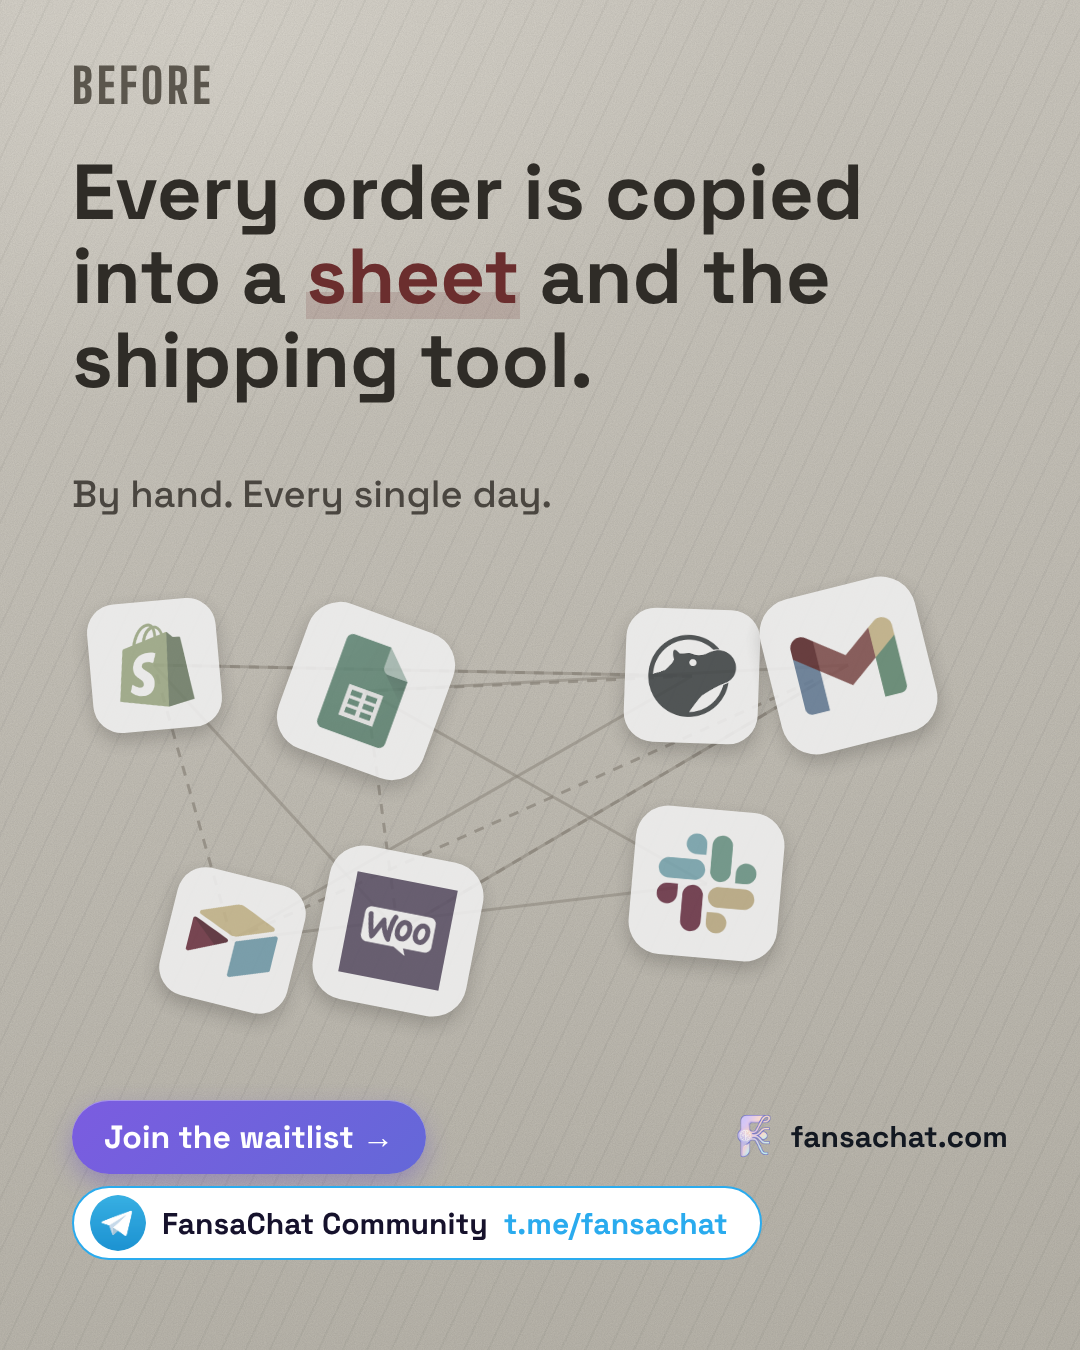 BEFORE
Every order is copied
into a sheet and the
shipping tool.
By hand. Every single day.
S
Woo
Join the waitlist →
fansachat.com
FansaChat Community t.me/fansachat